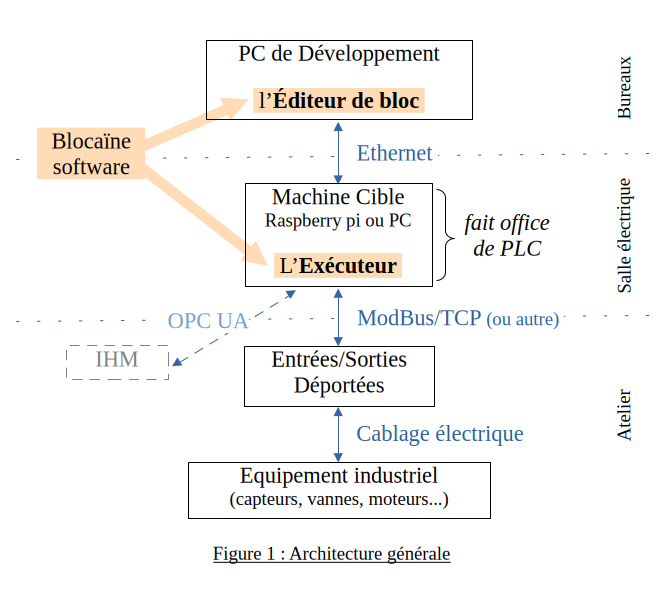 PC de Développement
l'Éditeur de bloc
Bureaux
Blocaïne
software
Ethernet
Machine Cible
Raspberry pi ou PC
L'Exécuteur
fait office
de PLC
Salle électrique
OPC UA
ModBus/TCP (ou autre)
IHM
Entrées/Sorties
Déportées
Atelier
Cablage électrique
Equipement industriel
(capteurs, vannes, moteurs...)
Figure 1 : Architecture générale